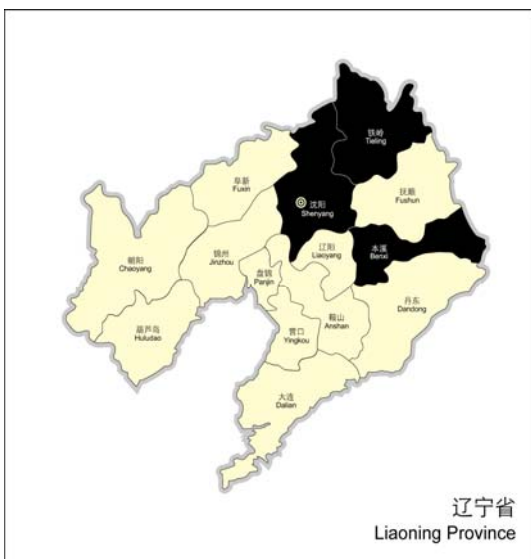 铁岭
Tieling
阜新
Fuxin
沈阳
Shenyang
抚顺
Fushun
朝阳
Chaoyang
锦州
Jinzhou
辽阳
Liaoyang
本溪
Benxi
盘锦
Panjin
葫芦岛
Huludao
营口
Yingkou
鞍山
Anshan
丹东
Dandong
大连
Dalian
辽宁省
Liaoning Province